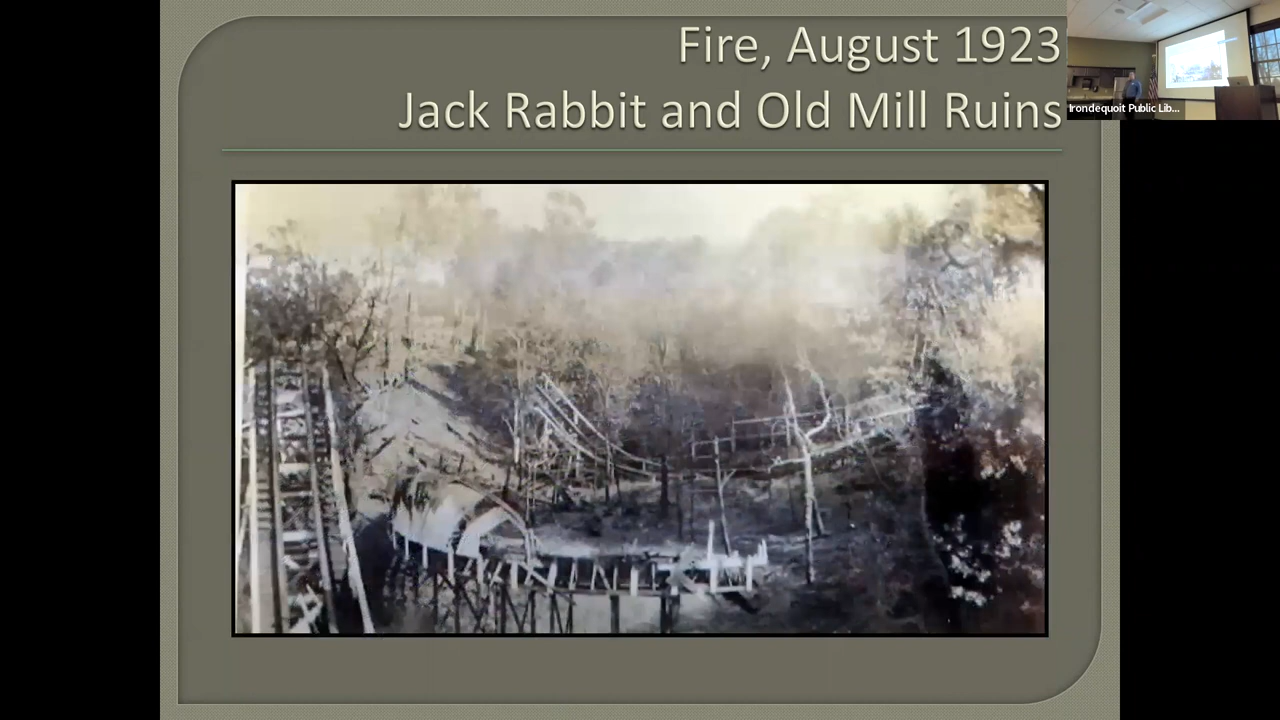 Fire, August 1923
Jack Rabbit and Old Mill Ruins
Irondequoit Public Lib...